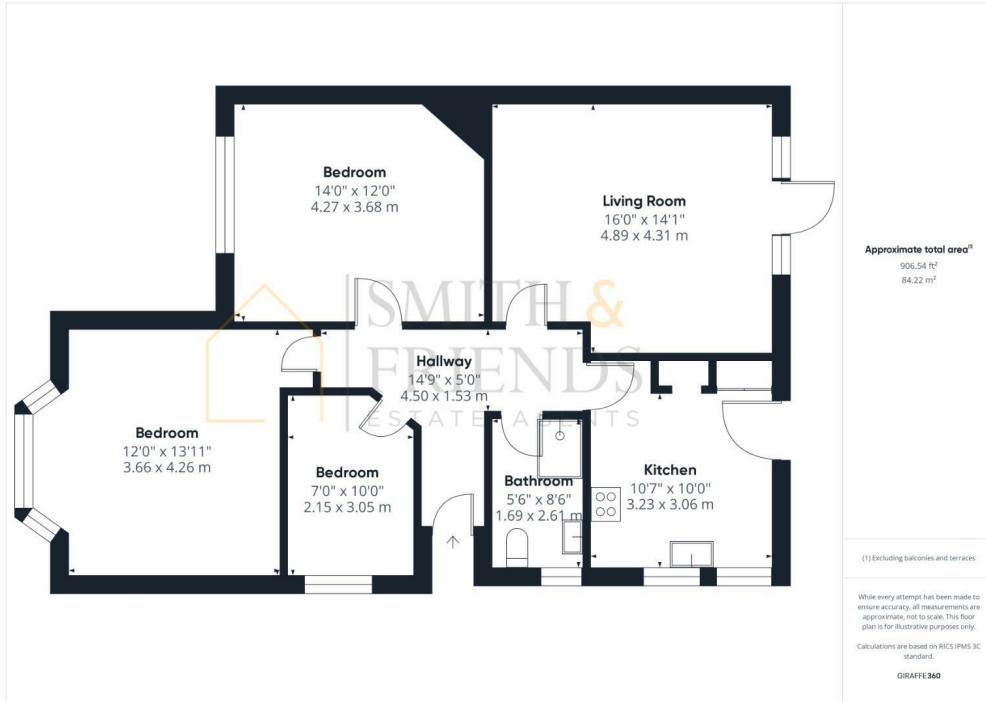 Bedroom
14'0" x 12'0"
4.27 x 3.68 m
Living Room
16'0" x 14'1"
4.89 x 4.31 m
SMITH &
FRIENDS
ESTATE AGENTS
Hallway
14'9" x 5'0"
4.50 x 1.53 m
Bedroom
12'0" x 13'11"
3.66 x 4.26 m
Bedroom
7'0" x 10'0"
2.15 x 3.05 m
Bathroom
5'6" x 8'6"
1.69 x 2.61 m
Kitchen
10'7" x 10'0"
3.23 x 3.06 m
Approximate total area⁽¹⁾
906.54 ft²
84.22 m²
(1) Excluding balconies and terraces
While every attempt has been made to
ensure accuracy, all measurements are
approximate, not to scale. This floor
plan is for illustrative purposes only.
Calculations are based on RICS IPMS 3C
standard.
GIRAFFE360